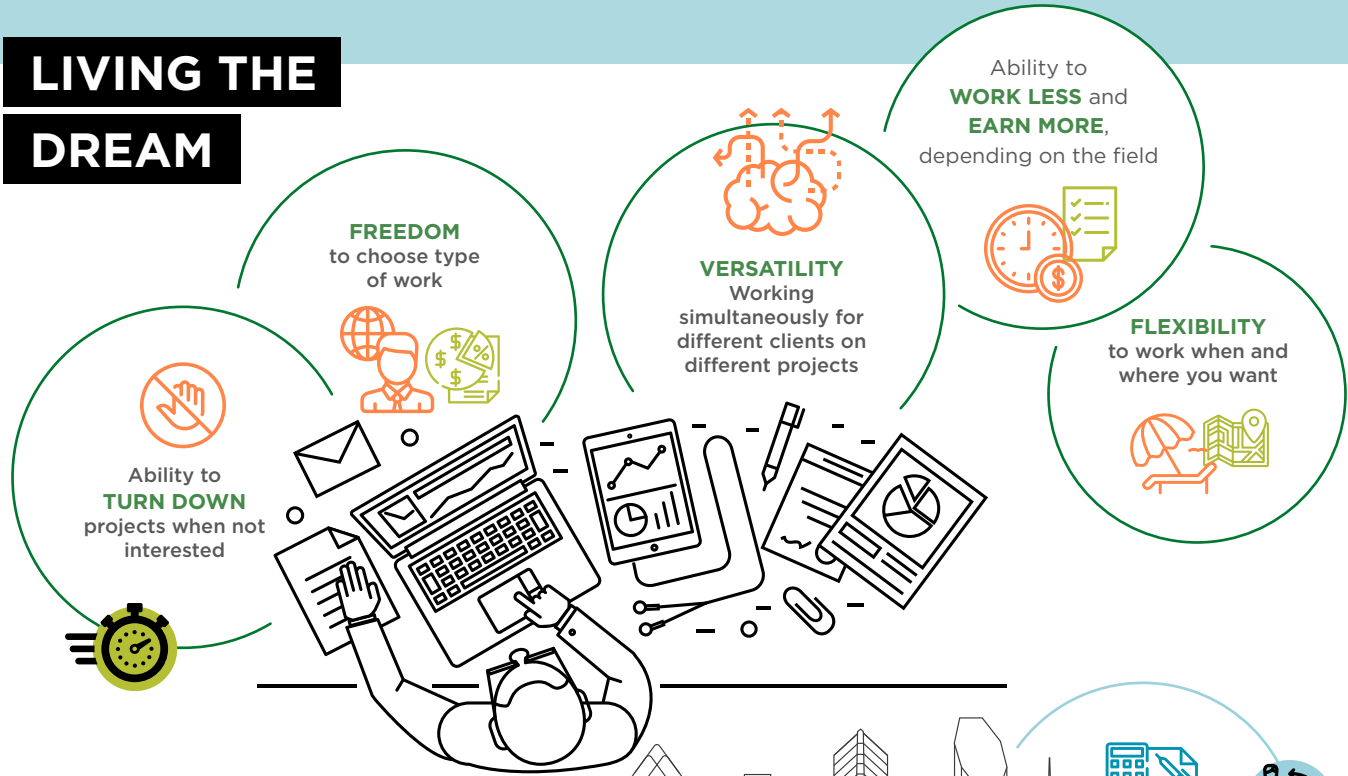 LIVING THE
DREAM
Ability to
TURN DOWN
projects when not
interested
FREEDOM
to choose type
of work
$
$
%
$
VERSATILITY
Working
simultaneously for
different clients on
different projects
Ability to
WORK LESS and
EARN MORE,
depending on the field
$
FLEXIBILITY
to work when and
where you want